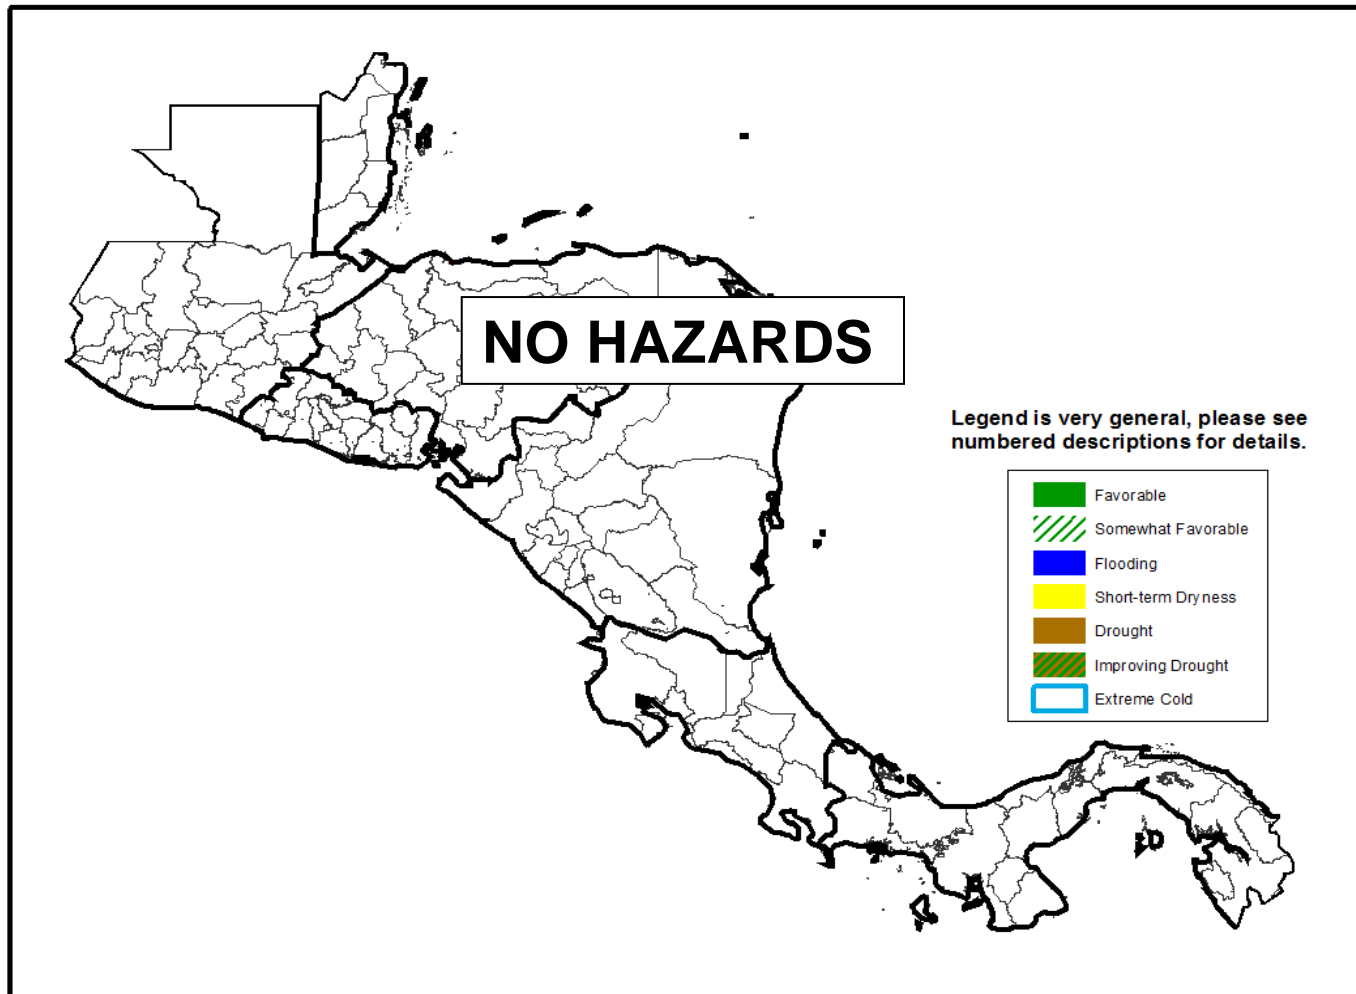 NO HAZARDS
Legend is very general, please see
numbered descriptions for details.
Favorable
Somewhat Favorable
Flooding
Short-term Dryness
Drought
Improving Drought
Extreme Cold